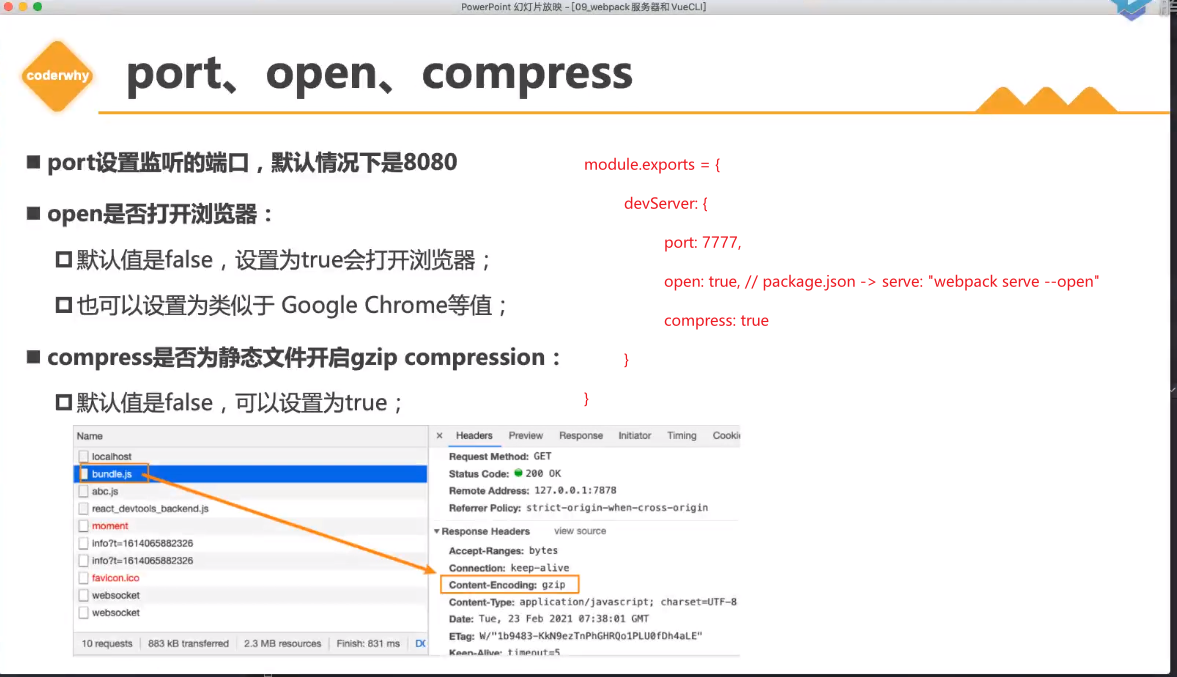 PowerPoint 幻灯片放映 - [09_webpack服务器和VueCLI]
coderwhy
port、open、compress
port设置监听的端口，默认情况下是8080
open是否打开浏览器：
默认值是false，设置为true会打开浏览器；
也可以设置为类似于 Google Chrome等值；
compress是否为静态文件开启gzip compression：
默认值是false，可以设置为true；
module.exports = {
devServer: {
port: 7777,
open: true, // package.json -> serve: "webpack serve --open"
compress: true
}
}
Name
localhost
bundle.js
abc.js
react_devtools_backend.js
moment
info?t=1614065882326
info?t=1614065882326
favicon.ico
websocket
websocket
10 requests
883 kB transferred
2.3 MB resources
Finish: 831 ms
× Headers Preview Response Initiator Timing
Request Method: GET
Status Code: 200 OK
Remote Address: 127.0.0.1:7878
Referrer Policy: strict-origin-when-cross-origin
Response Headers view source
Accept-Ranges: bytes
Connection: keep-alive
Content-Encoding: gzip
Content-Type: application/javascript; charset=UTF-8
Date: Tue, 23 Feb 2021 07:38:01 GMT
ETag: W/"1b9483-KkN9ezTnPhGHRQo1PLU0fDh4aLE"
Keep-Alive: timeout=5